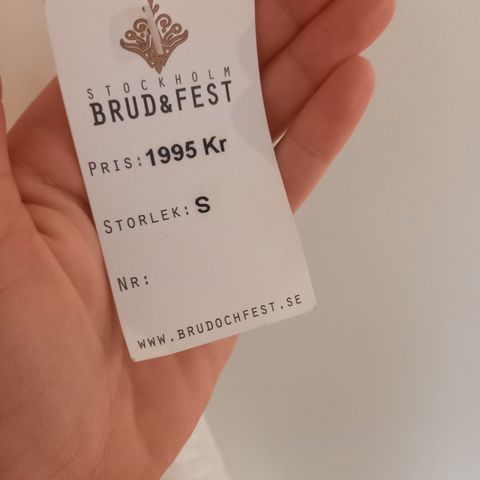 STOCKHOLM
BRUD&FEST
PRIS: 1995 Kr
STORLEK: S
NR:
WWW.BRUDOCHFEST.SE